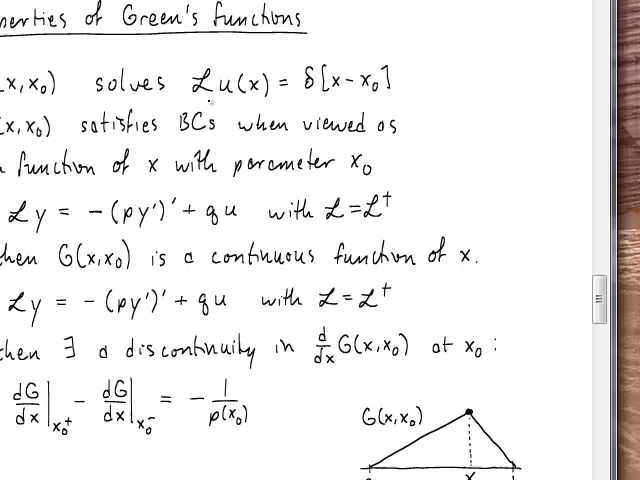 perties of Green's functions
(x, x₀) solves ℒu(x) = δ[x − x₀]
(x, x₀) satisfies BCs when viewed as
function of x with parameter x₀
ℒy = −(py')' + qu with ℒ = ℒ†
then G(x,x₀) is a continuous function of x.
ℒy = −(py')' + qu with ℒ = ℒ†
then ∃ a discontinuity in d/dx G(x,x₀) at x₀ :
dG/dx |x₀⁺ − dG/dx |x₀⁻ = − 1/p(x₀)
G(x,x₀)
x